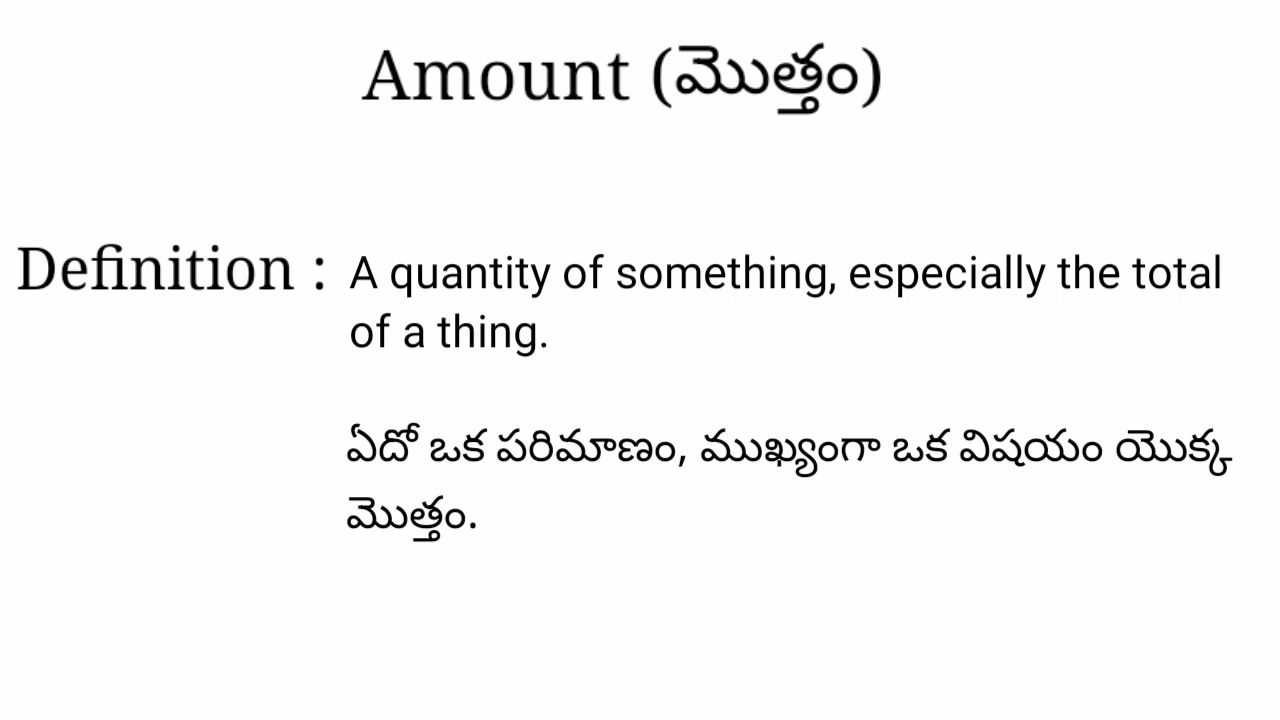 Amount (మొత్తం)
Definition : A quantity of something, especially the total
of a thing.
ఏదో ఒక పరిమాణం, ముఖ్యంగా ఒక విషయం యొక్క
మొత్తం.